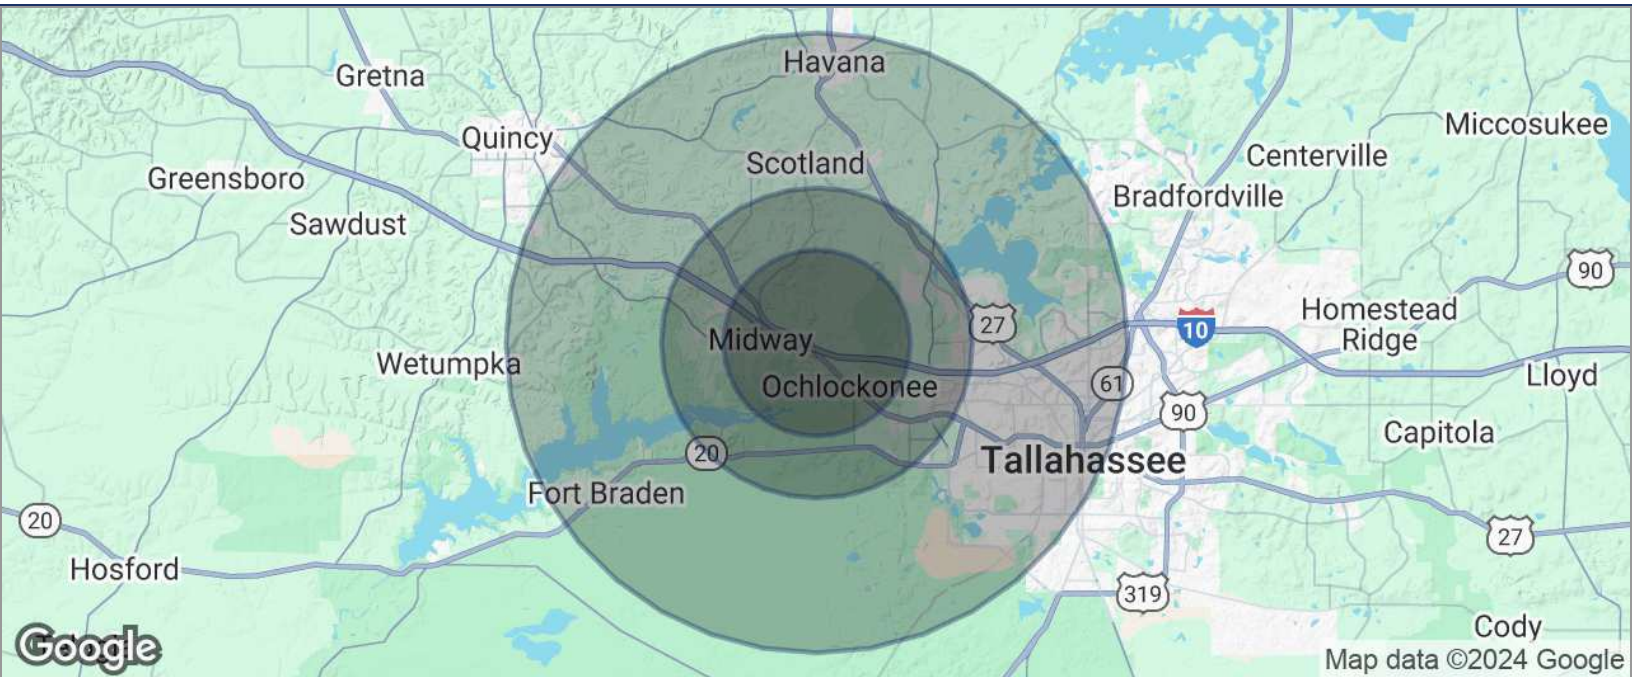 Havana
Gretna
Miccosukee
Quincy
Centerville
Scotland
Greensboro
Bradfordville
Sawdust
90
Homestead
Ridge
27
10
Midway
Wetumpka
Lloyd
Ochlockonee
61
90
Capitola
20
Tallahassee
Fort Braden
20
27
Hosford
319
Cody
Google
Map data ©2024 Google